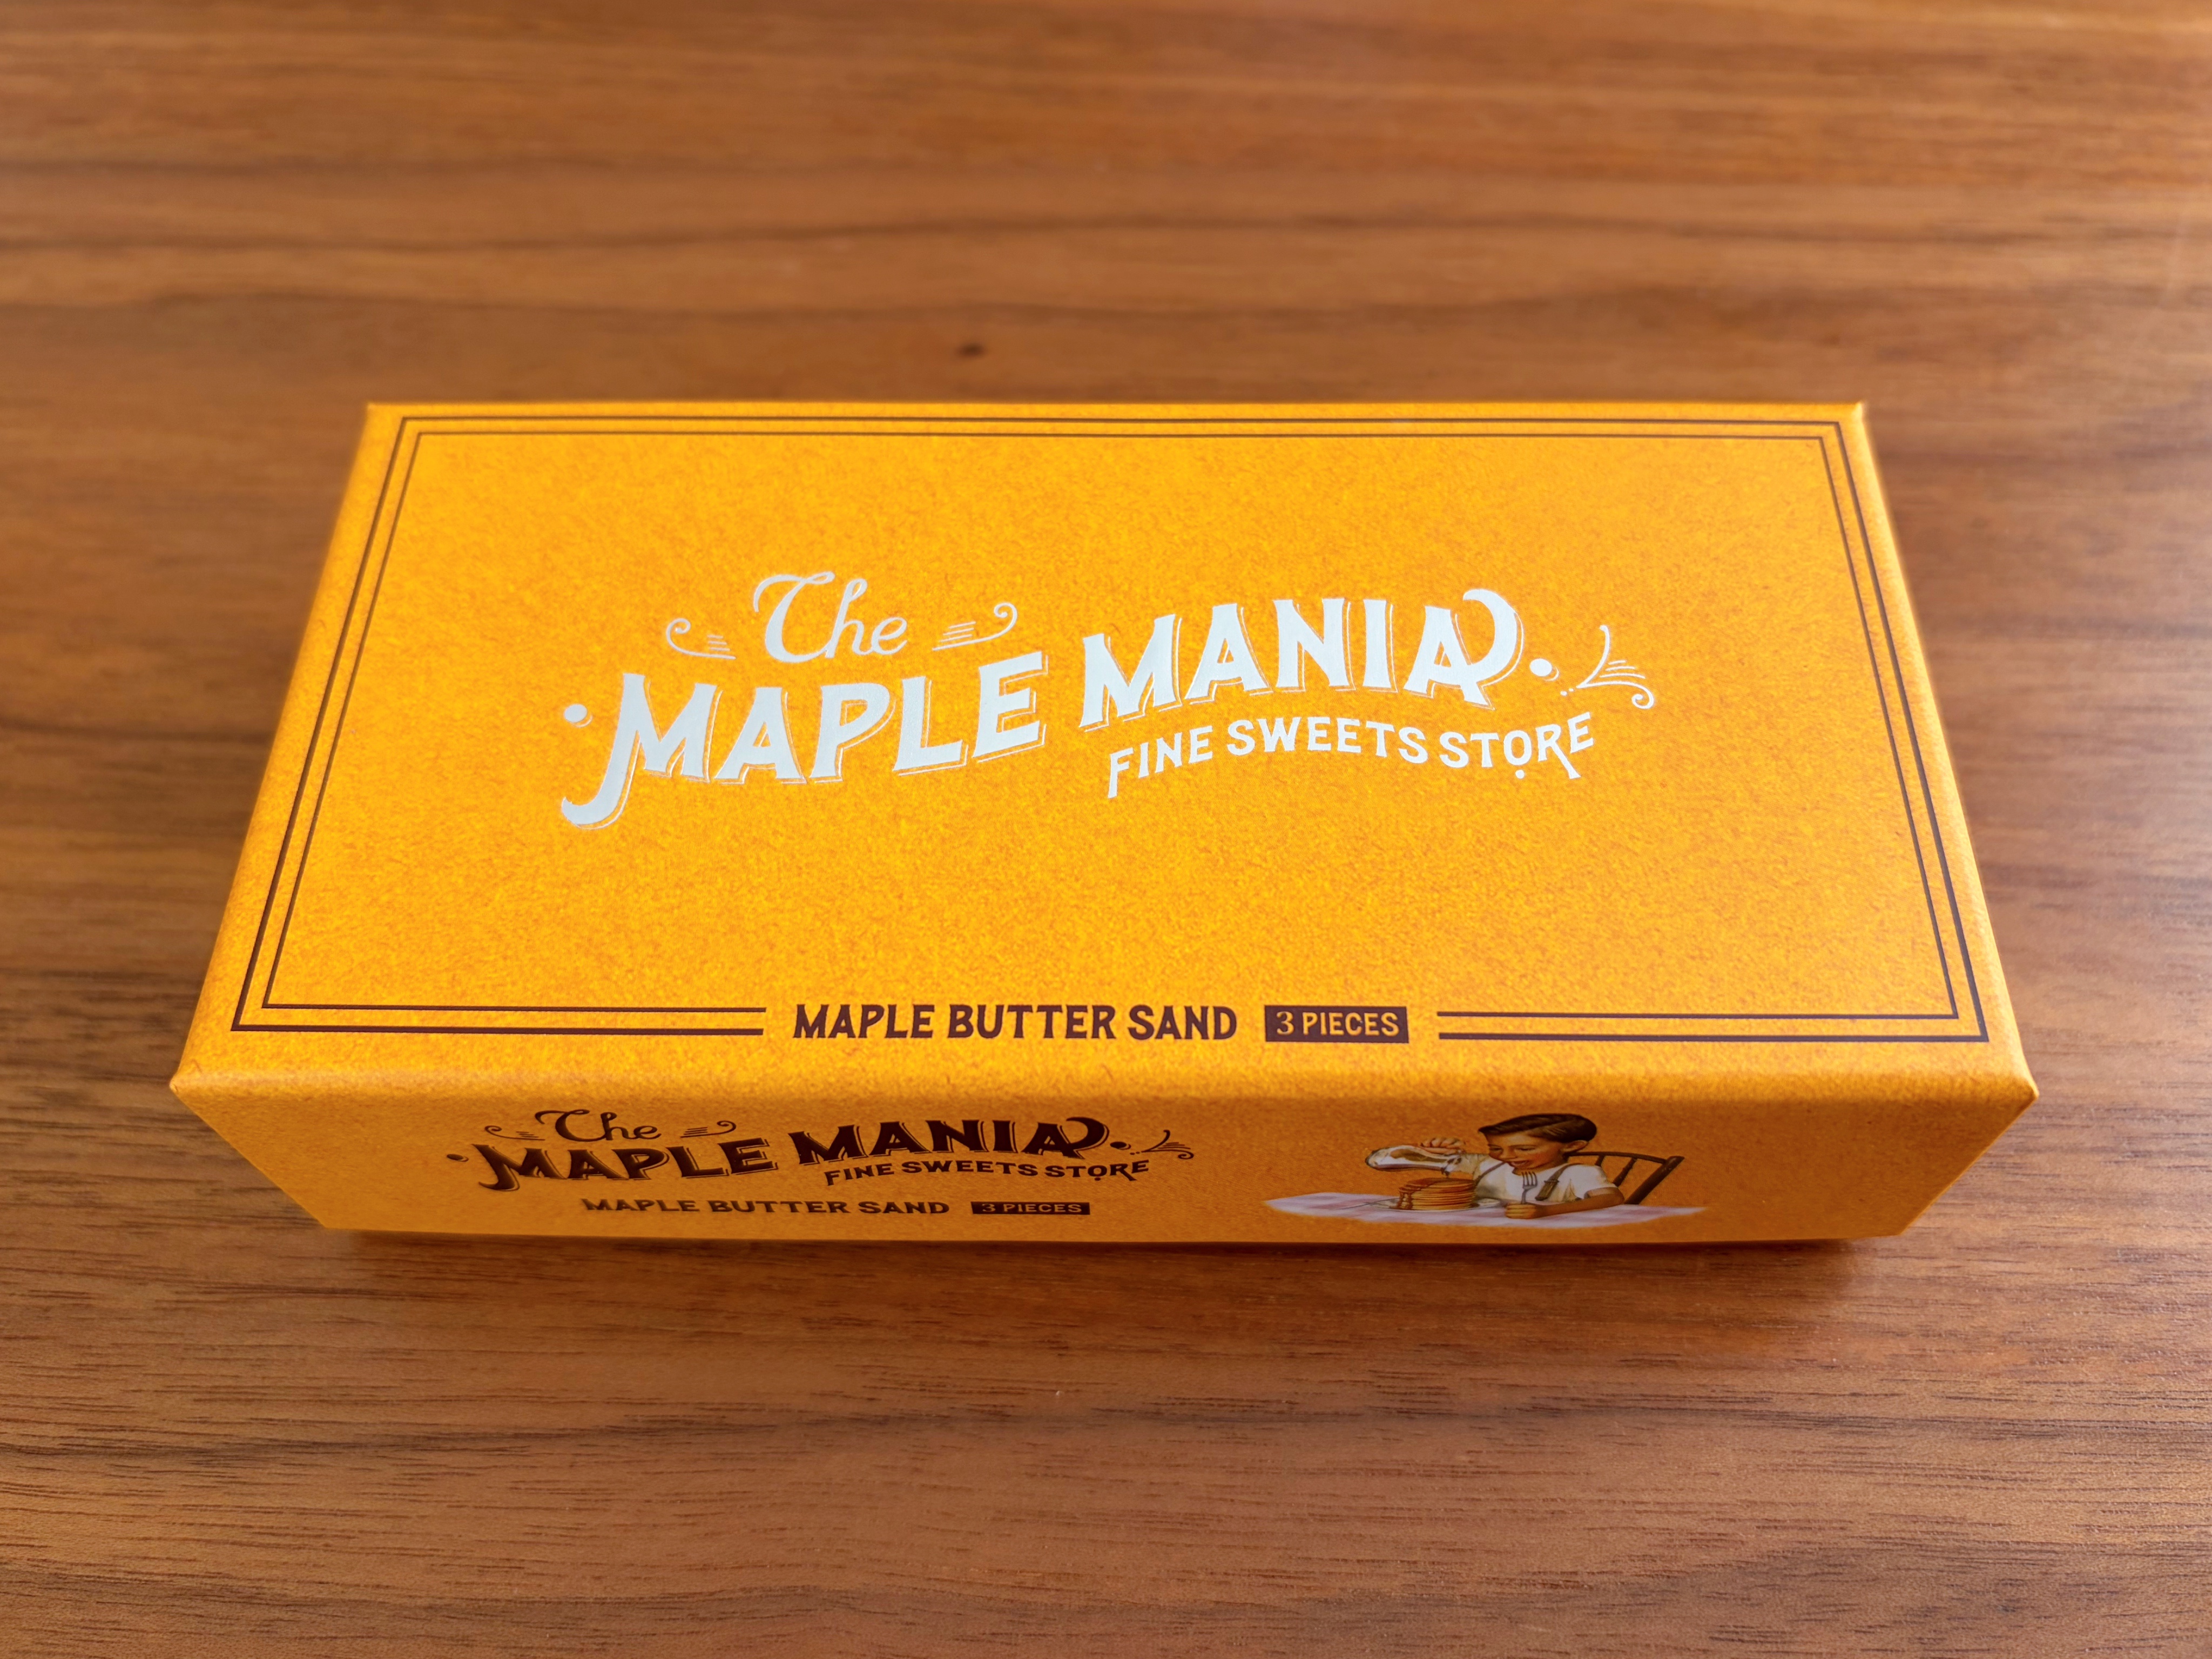 The
MAPLE MANIA
FINE SWEETS STORE
MAPLE BUTTER SAND 3 PIECES
The
MAPLE MANIA
FINE SWEETS STORE
MAPLE BUTTER SAND 3 PIECES